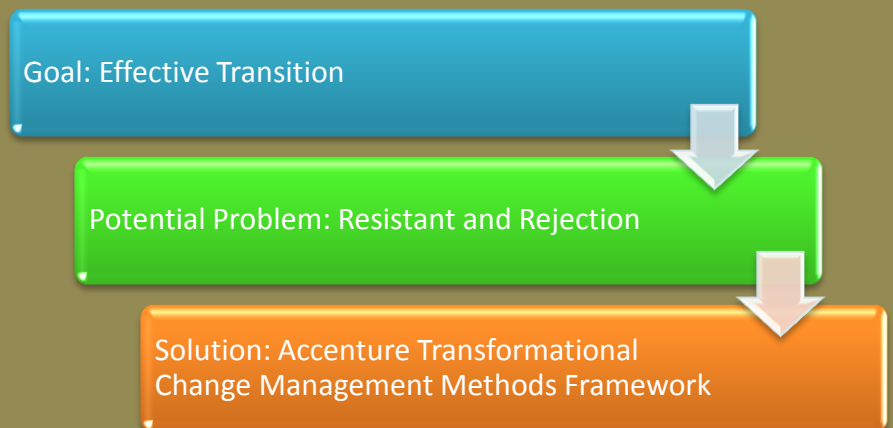 Goal: Effective Transition
Potential Problem: Resistant and Rejection
Solution: Accenture Transformational
Change Management Methods Framework